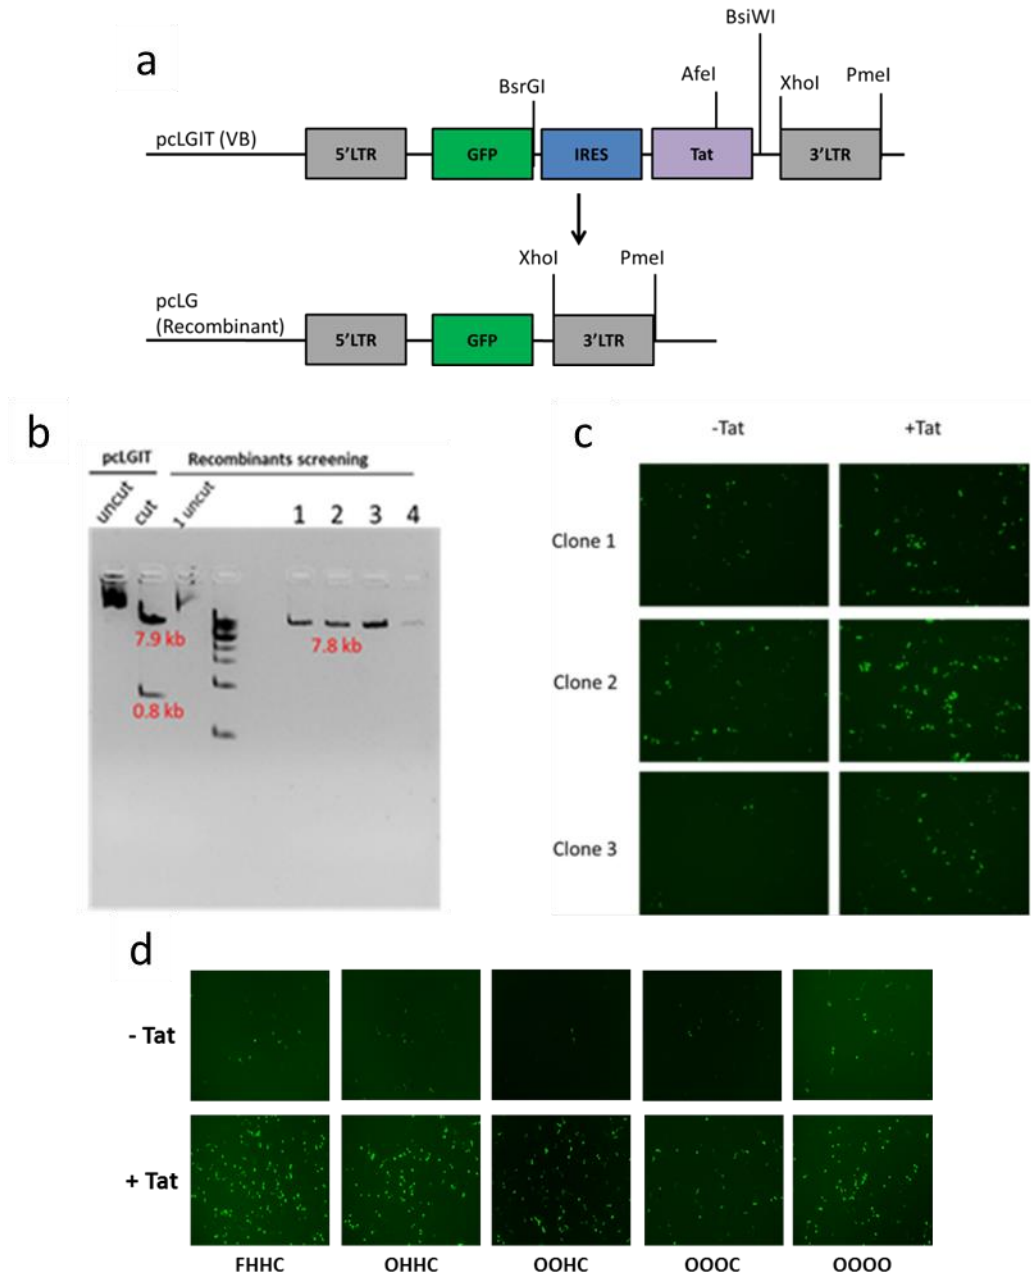 a
BsiWI
BsrGI
AfeI
XhoI
PmeI
pcLGIT (VB)
5'LTR
GFP
IRES
Tat
3'LTR
XhoI
PmeI
pcLG
(Recombinant)
5'LTR
GFP
3'LTR
b
pcLGIT
Recombinants screening
uncut
cut
1 uncut
1 2 3 4
7.9 kb
7.8 kb
0.8 kb
c
-Tat +Tat
Clone 1
Clone 2
Clone 3
d
- Tat
+ Tat
FHHC OHHC OOHC OOOC OOOO